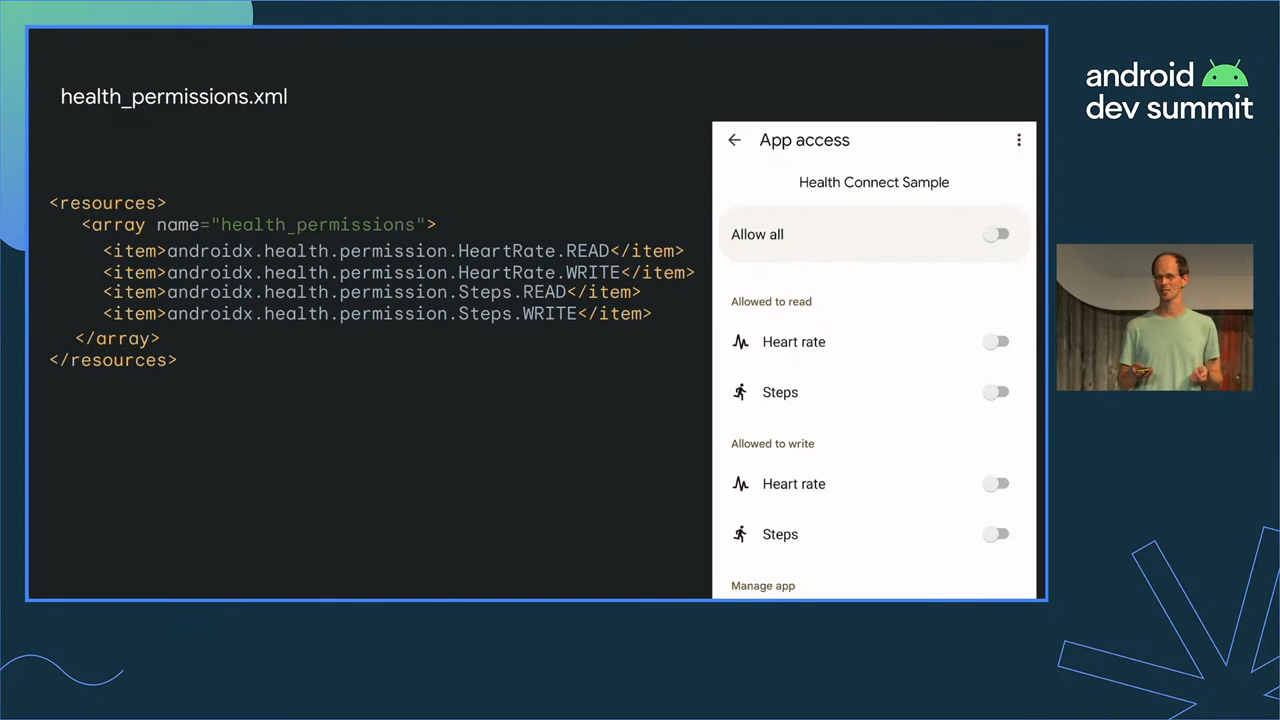 health_permissions.xml
<resources>
<array name="health_permissions">
<item>androidx.health.permission.HeartRate.READ</item>
<item>androidx.health.permission.HeartRate.WRITE</item>
<item>androidx.health.permission.Steps.READ</item>
<item>androidx.health.permission.Steps.WRITE</item>
</array>
</resources>
App access
Health Connect Sample
Allow all
Allowed to read
Heart rate
Steps
Allowed to write
Heart rate
Steps
Manage app
android
dev summit